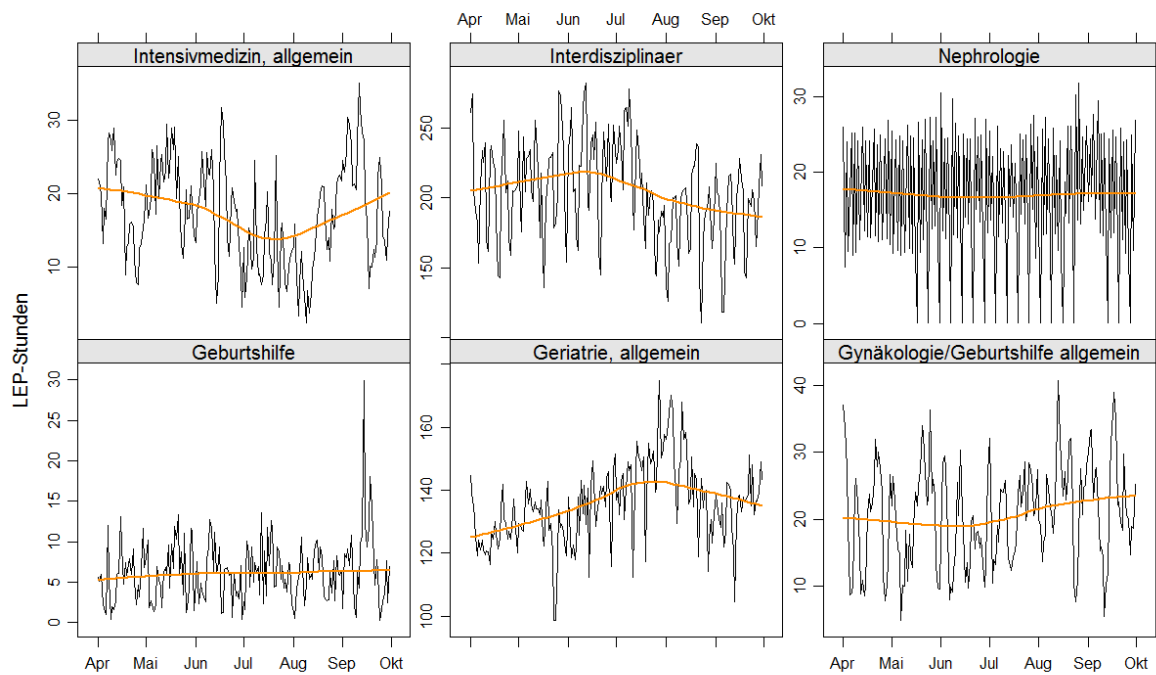 Apr Mai Jun Jul Aug Sep Okt
Intensivmedizin, allgemein
Interdisziplinaer
Nephrologie
30
20
10
250
200
150
30
20
10
0
LEP-Stunden
Geburtshilfe
Geriatrie, allgemein
Gynäkologie/Geburtshilfe allgemein
30
25
20
15
10
5
0
160
140
120
100
40
30
20
10
Apr Mai Jun Jul Aug Sep Okt
Apr Mai Jun Jul Aug Sep Okt